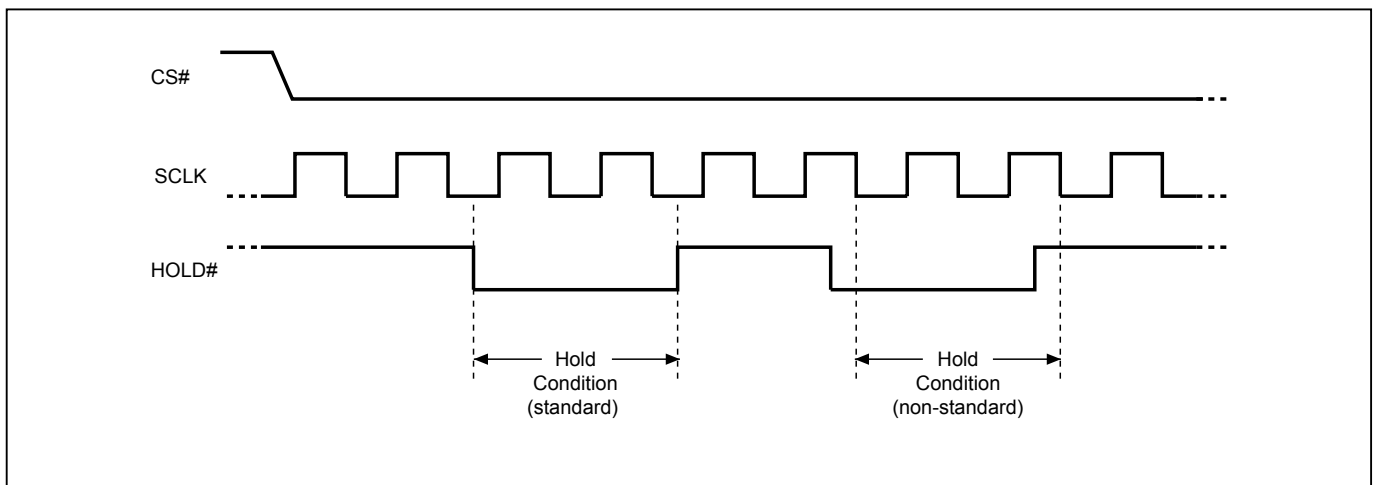 CS#
SCLK
HOLD#
Hold
Condition
(standard)
Hold
Condition
(non-standard)